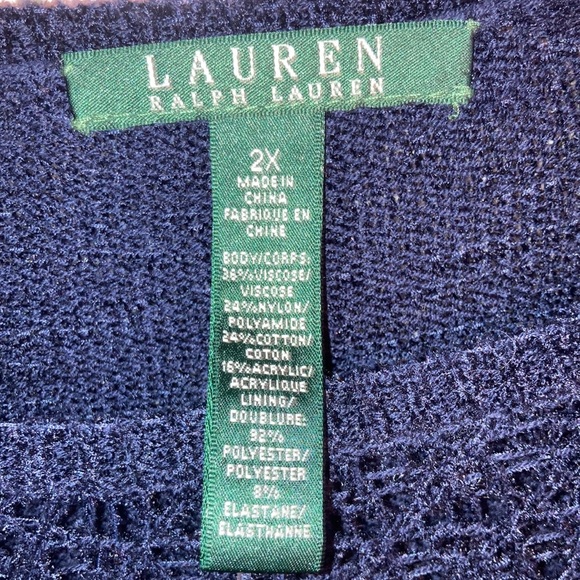 LAUREN
RALPH LAUREN
2X
MADE IN
CHINA
FABRIQUE EN
CHINE
BODY/CORPS:
36%VISCOSE/
VISCOSE
24%NYLON/
POLYAMIDE
24%COTTON/
COTON
16%ACRYLIC/
ACRYLIQUE
LINING/
DOUBLURE:
92%
POLYESTER/
POLYESTER
8%
ELASTANE/
ELASTHANNE